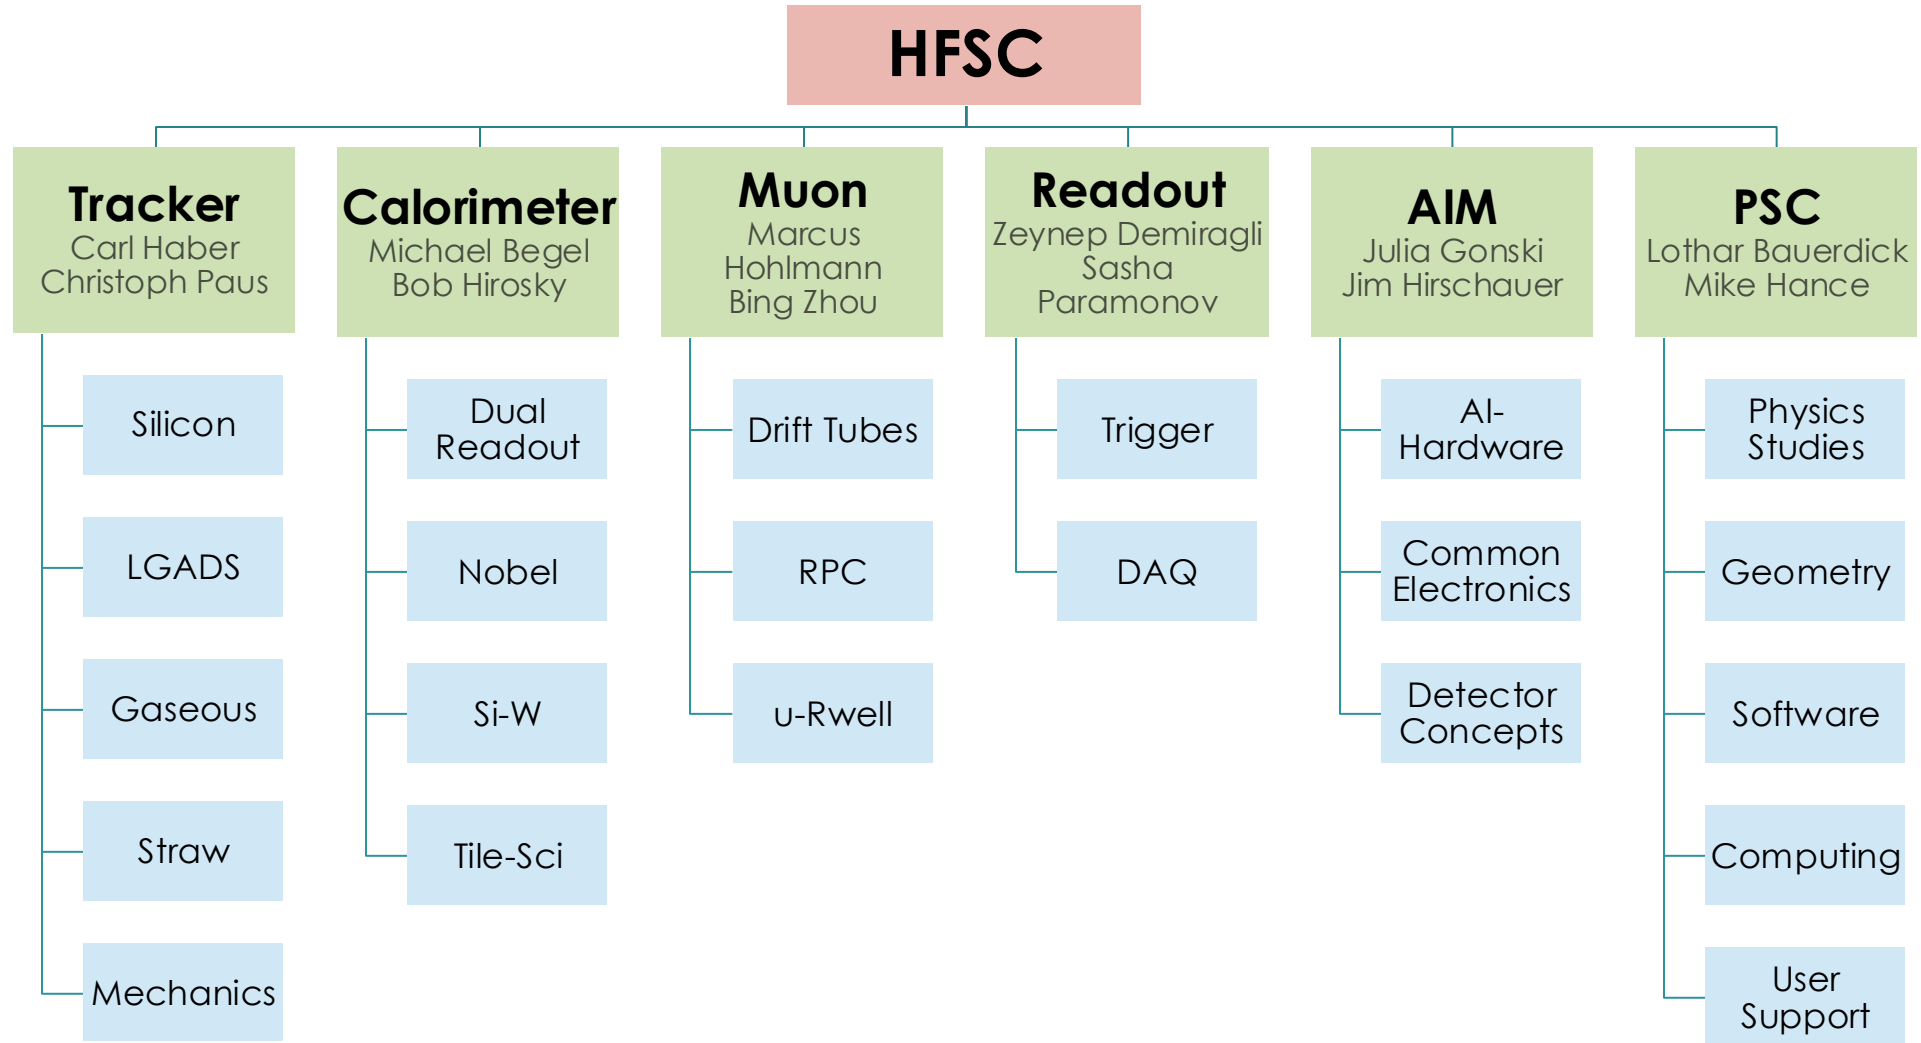 HFSC
Tracker
Carl Haber
Christoph Paus
Silicon
LGADS
Gaseous
Straw
Mechanics
Calorimeter
Michael Begel
Bob Hirosky
Dual
Readout
Nobel
Si-W
Tile-Sci
Muon
Marcus
Hohlmann
Bing Zhou
Drift Tubes
RPC
u-Rwell
Readout
Zeynep Demiragli
Sasha
Paramonov
Trigger
DAQ
AIM
Julia Gonski
Jim Hirschauer
AI-
Hardware
Common
Electronics
Detector
Concepts
PSC
Lothar Bauerdick
Mike Hance
Physics
Studies
Geometry
Software
Computing
User
Support